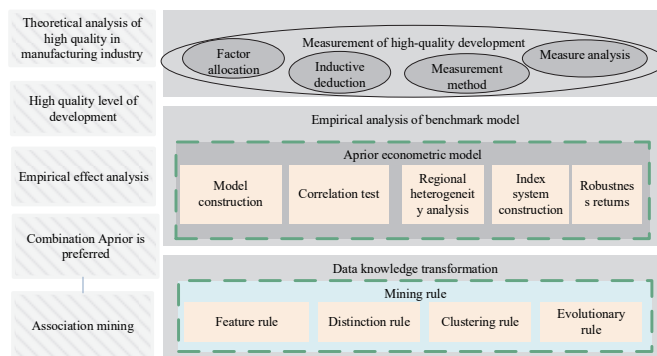 Theoretical analysis of
high quality in
manufacturing industry
High quality level of
development
Empirical effect analysis
Combination Aprior is
preferred
Association mining
Measurement of high-quality development
Factor
allocation
Inductive
deduction
Measurement
method
Measure analysis
Empirical analysis of benchmark model
Aprior econometric model
Model
construction
Correlation test
Regional
heterogeneit
y analysis
Index
system
construction
Robustnes
s returns
Data knowledge transformation
Mining rule
Feature rule
Distinction rule
Clustering rule
Evolutionary
rule